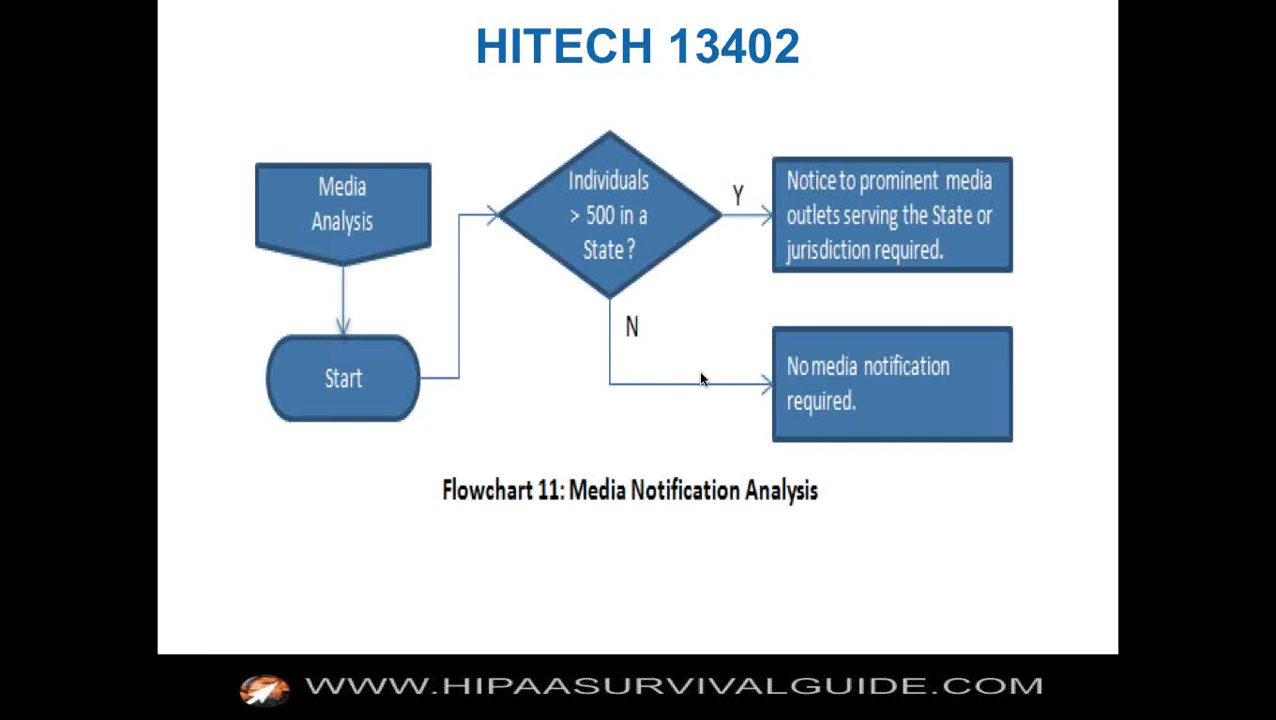 HITECH 13402
Media
Analysis
Start
Individuals
> 500 in a
State?
Y
N
Notice to prominent media
outlets serving the State or
jurisdiction required.
No media notification
required.
Flowchart 11: Media Notification Analysis
WWW.HIPAASURVIVALGUIDE.COM